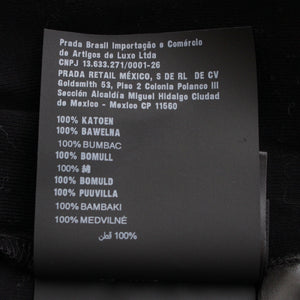 Prada Brasil Importação e Comércio
de Artigos de Luxo Ltda
CNPJ 13.633.271/0001-26
PRADA RETAIL MÉXICO, S DE RL DE CV
Goldsmith 53, Piso 2 Colonia Polanco III
Sección Alcaldía Miguel Hidalgo Ciudad
de Mexico - Mexico CP 11560
100% KATOEN
100% BAWEŁNA
100% BUMBAC
100% BOMULL
100% 綿
100% BOMULD
100% PUUVILLA
100% BAMBAKI
100% MEDVILNĖ
100% قطن